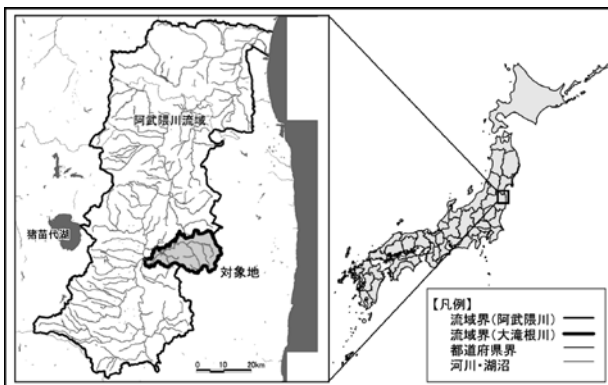 阿武隈川流域
猪苗代湖
対象地
0 10 20km
【凡例】
流域界(阿武隈川)
流域界(大滝根川)
都道府県界
河川・湖沼